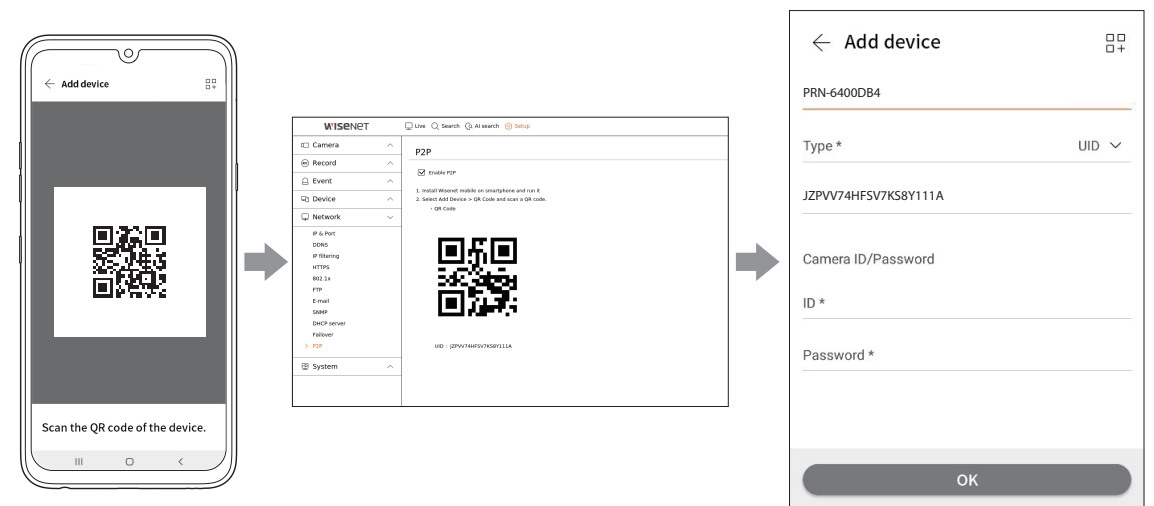 Add device
Scan the QR code of the device.
WISENET
Live Search AI search Setup
Camera
Record
Event
Device
Network
IP & Port
DDNS
IP filtering
HTTPS
802.1x
FTP
E-mail
SNMP
DHCP server
Failover
P2P
System
P2P
Enable P2P
1. Install Wisenet mobile on smartphone and run it
2. Select Add Device > QR Code and scan a QR code.
◦ QR Code
UID : JZPVV74HFSV7KS8Y111A
Add device
PRN-6400DB4
Type * UID
JZPVV74HFSV7KS8Y111A
Camera ID/Password
ID *
Password *
OK